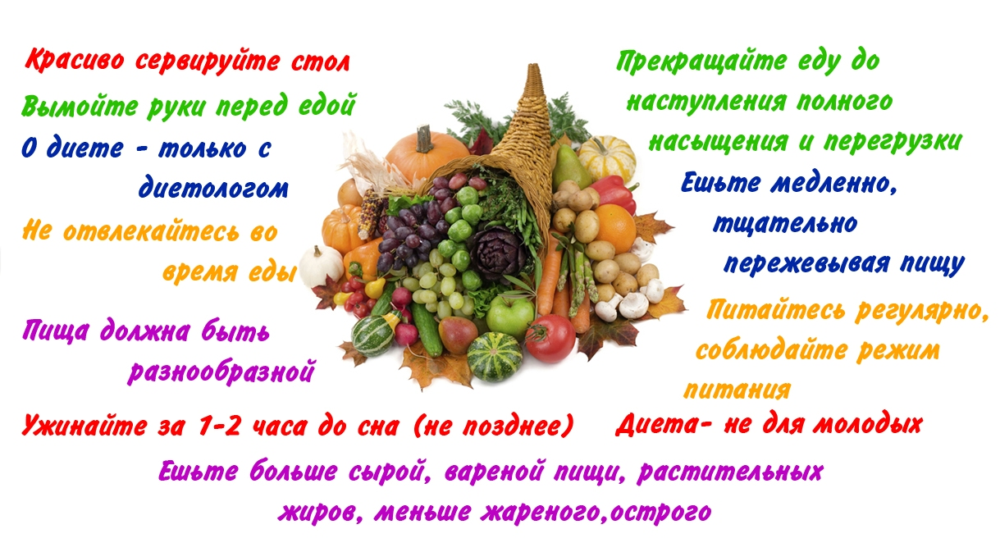 Красиво сервируйте стол
Вымойте руки перед едой
О диете - только с
диетологом
Не отвлекайтесь во
время еды
Пища должна быть
разнообразной
Прекращайте еду до
наступления полного
насыщения и перегрузки
Ешьте медленно,
тщательно
пережевывая пищу
Питайтесь регулярно,
соблюдайте режим
питания
Ужинайте за 1-2 часа до сна (не позднее)
Диета- не для молодых
Ешьте больше сырой, вареной пищи, растительных
жиров, меньше жареного,острого